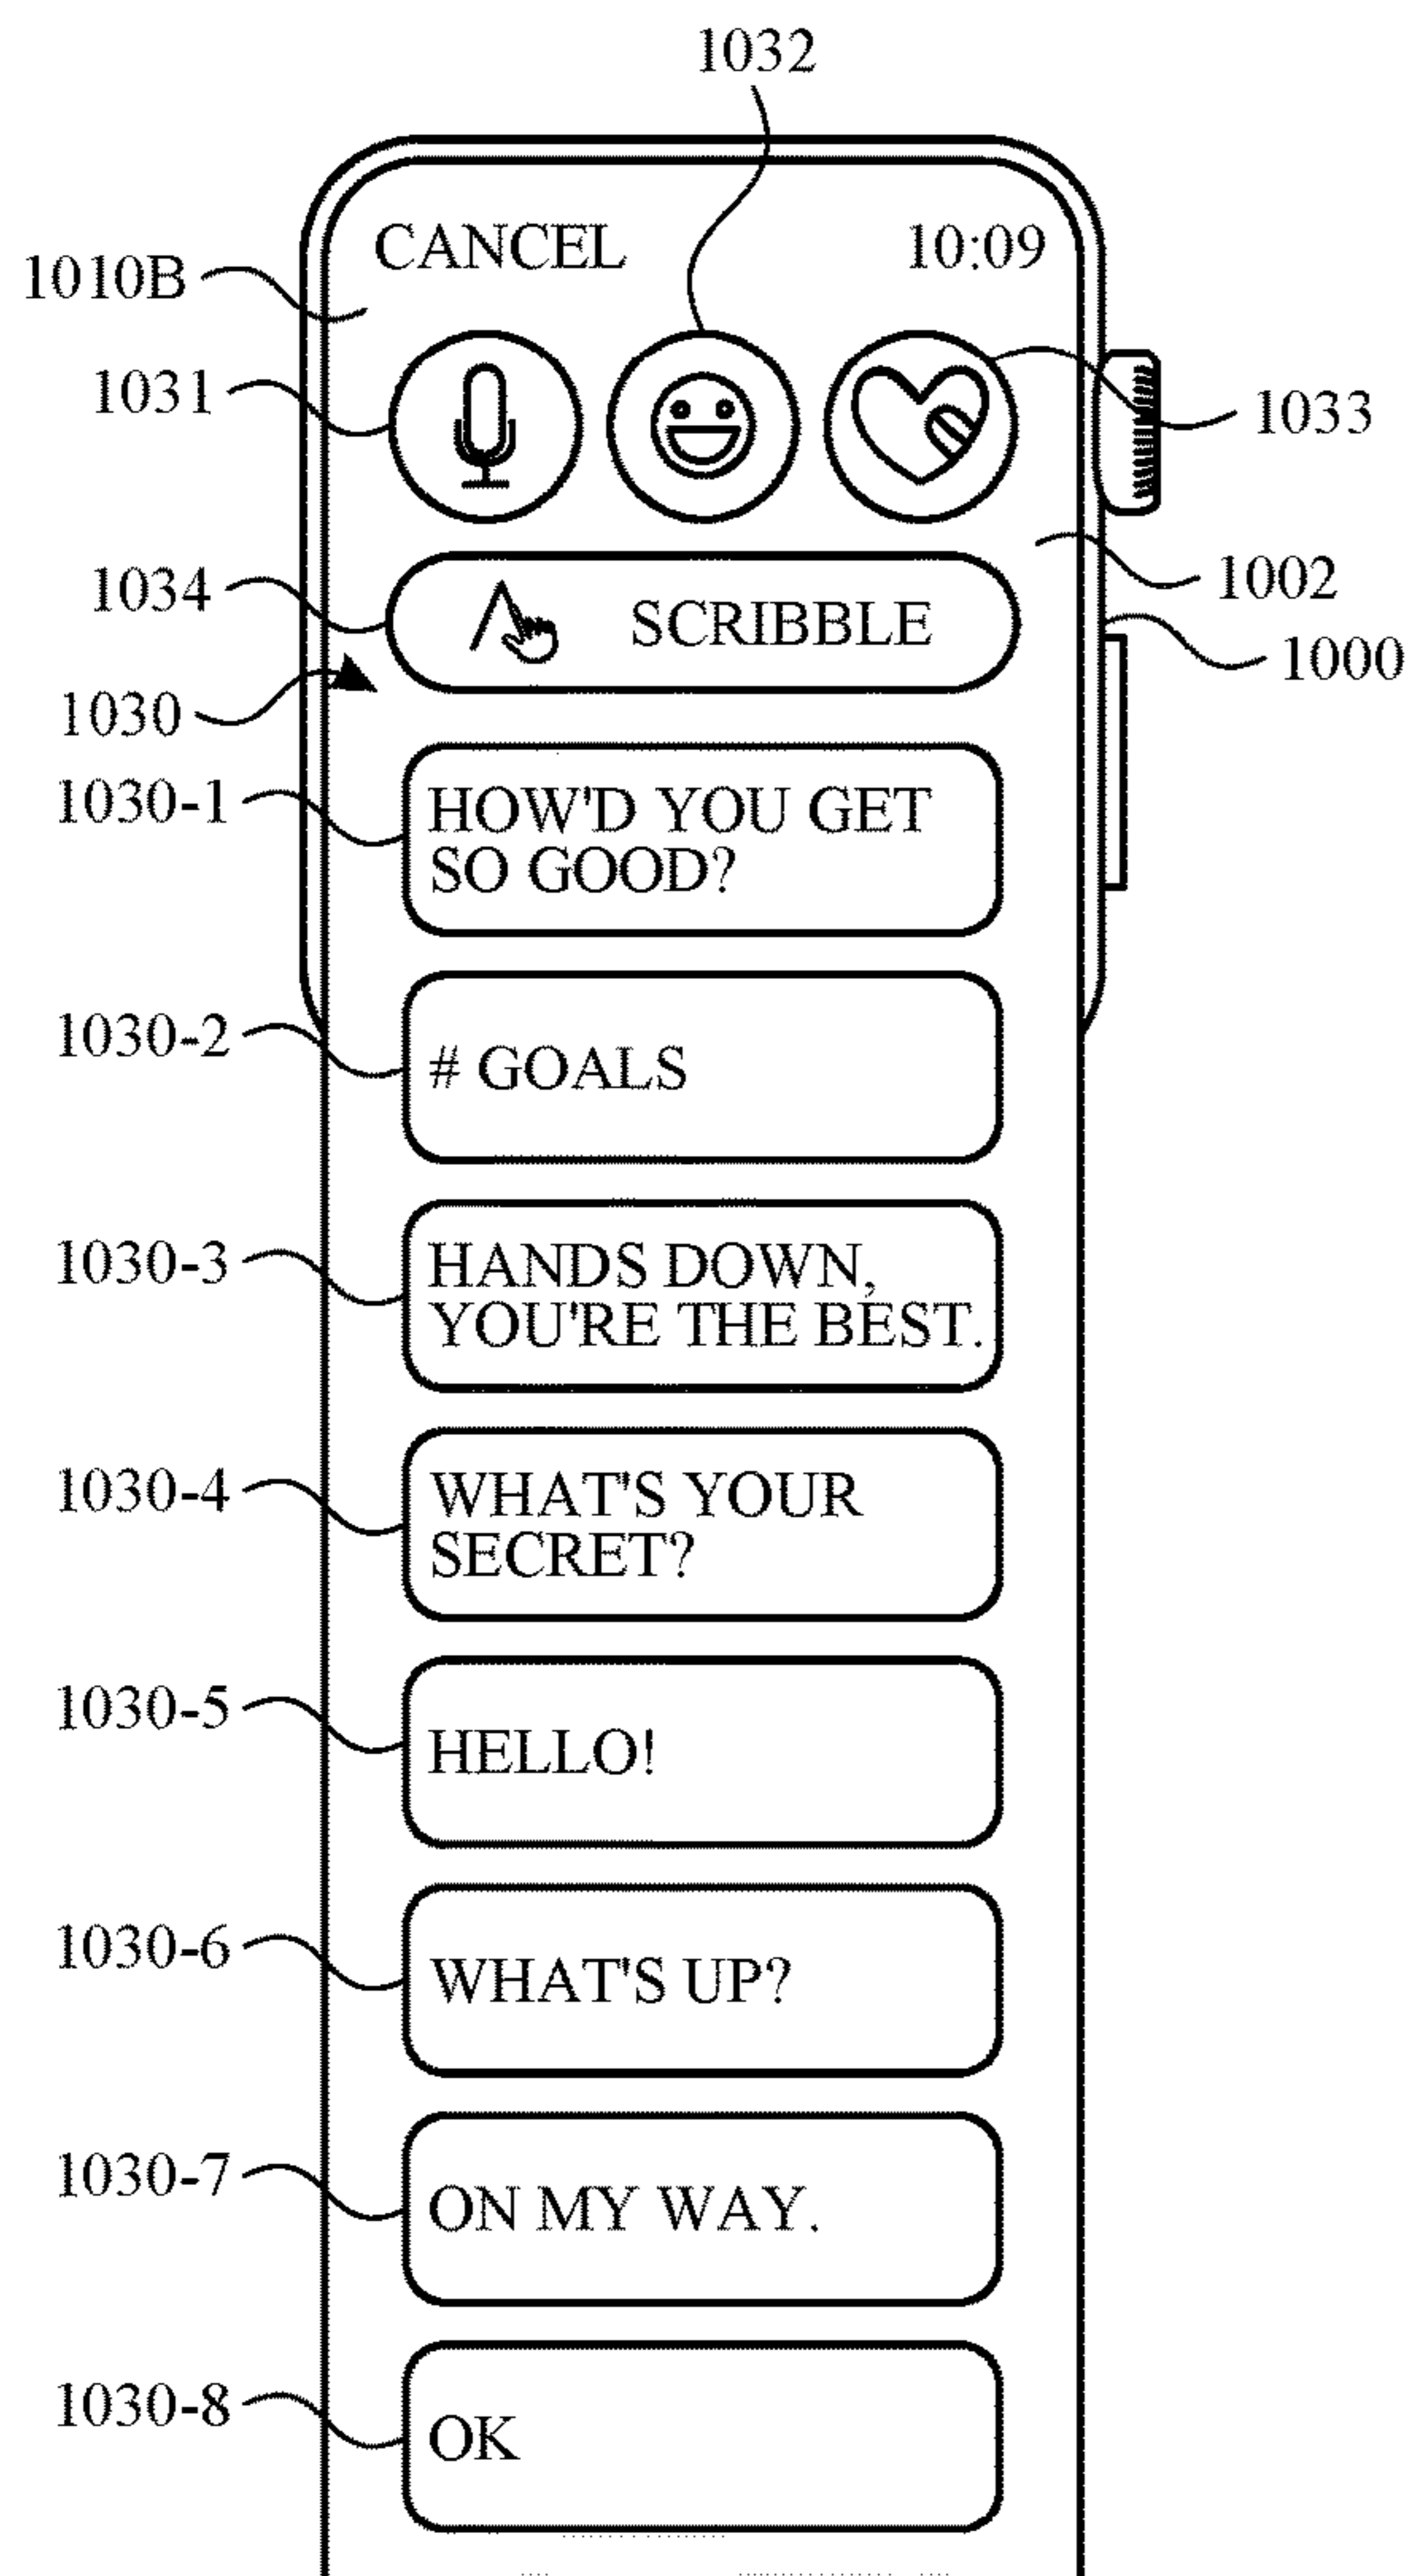 1032
CANCEL 10:09
1010B
1031
1033
1034
SCRIBBLE
1002
1000
1030
1030-1
HOW'D YOU GET
SO GOOD?
1030-2
# GOALS
1030-3
HANDS DOWN,
YOU'RE THE BEST.
1030-4
WHAT'S YOUR
SECRET?
1030-5
HELLO!
1030-6
WHAT'S UP?
1030-7
ON MY WAY.
1030-8
OK